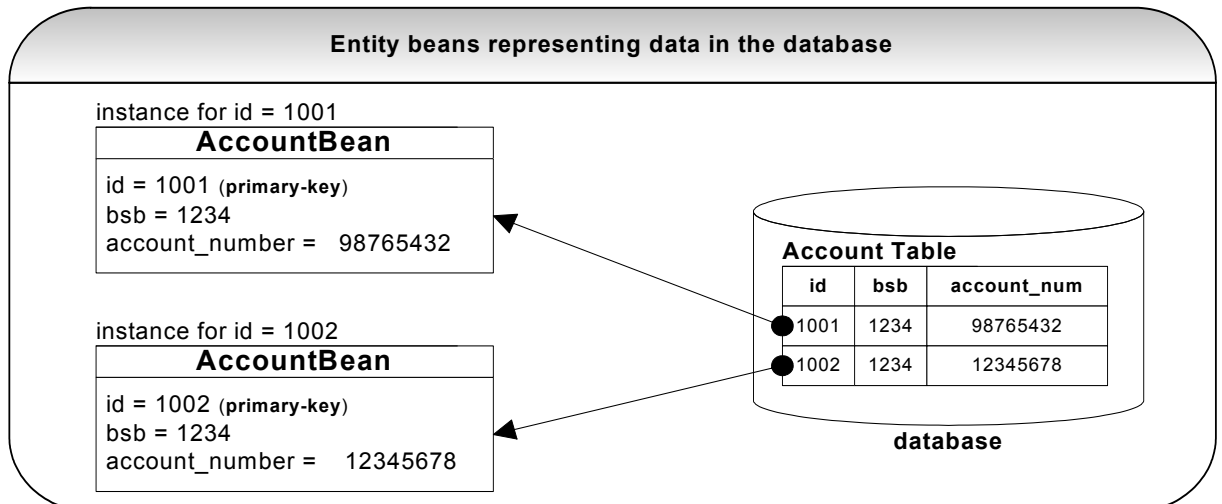 Entity beans representing data in the database
instance for id = 1001
AccountBean
id = 1001 (primary-key)
bsb = 1234
account_number = 98765432
instance for id = 1002
AccountBean
id = 1002 (primary-key)
bsb = 1234
account_number = 12345678
Account Table
id bsb account_num
1001 1234 98765432
1002 1234 12345678
database